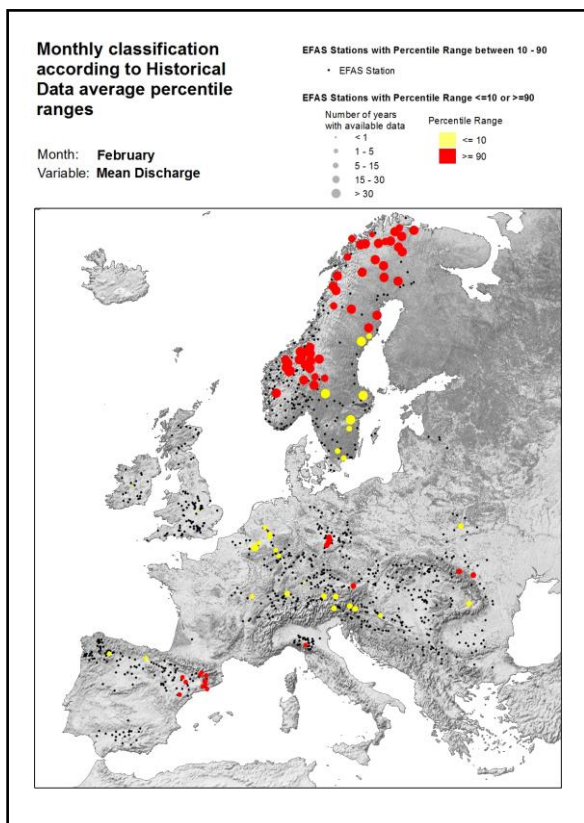 Monthly classification
according to Historical
Data average percentile
ranges
Month: February
Variable: Mean Discharge
EFAS Stations with Percentile Range between 10 - 90
EFAS Station
EFAS Stations with Percentile Range <=10 or >=90
Number of years
with available data
< 1
1 - 5
5 - 15
15 - 30
> 30
Percentile Range
<= 10
>= 90